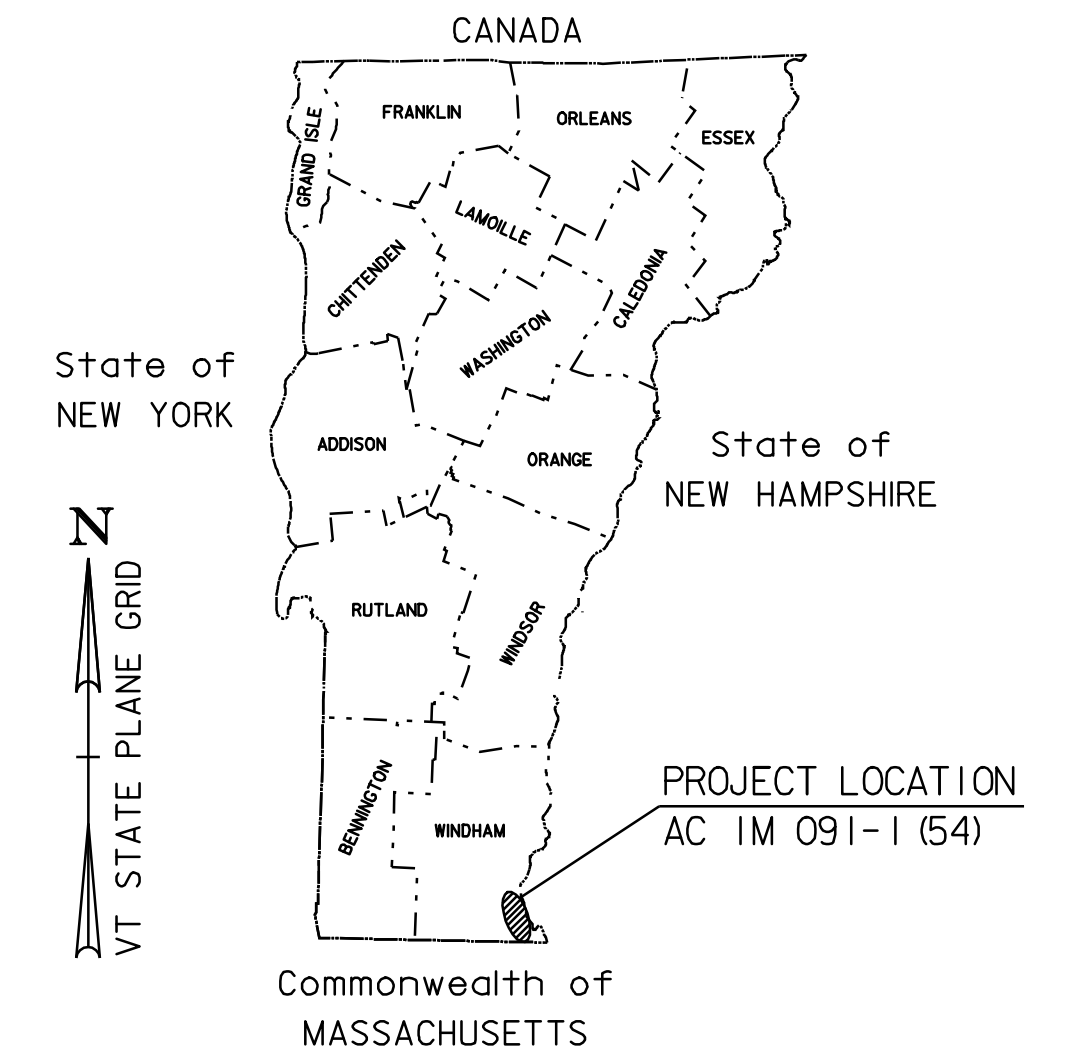 CANADA
FRANKLIN
ORLEANS
ESSEX
GRAND ISLE
VT
LAMOILLE
CHITTENDEN
CALEDONIA
WASHINGTON
State of
NEW YORK
ADDISON
ORANGE
State of
NEW HAMPSHIRE
N
VT STATE PLANE GRID
RUTLAND
WINDSOR
BENNINGTON
WINDHAM
PROJECT LOCATION
AC IM 091-1 (54)
Commonwealth of
MASSACHUSETTS